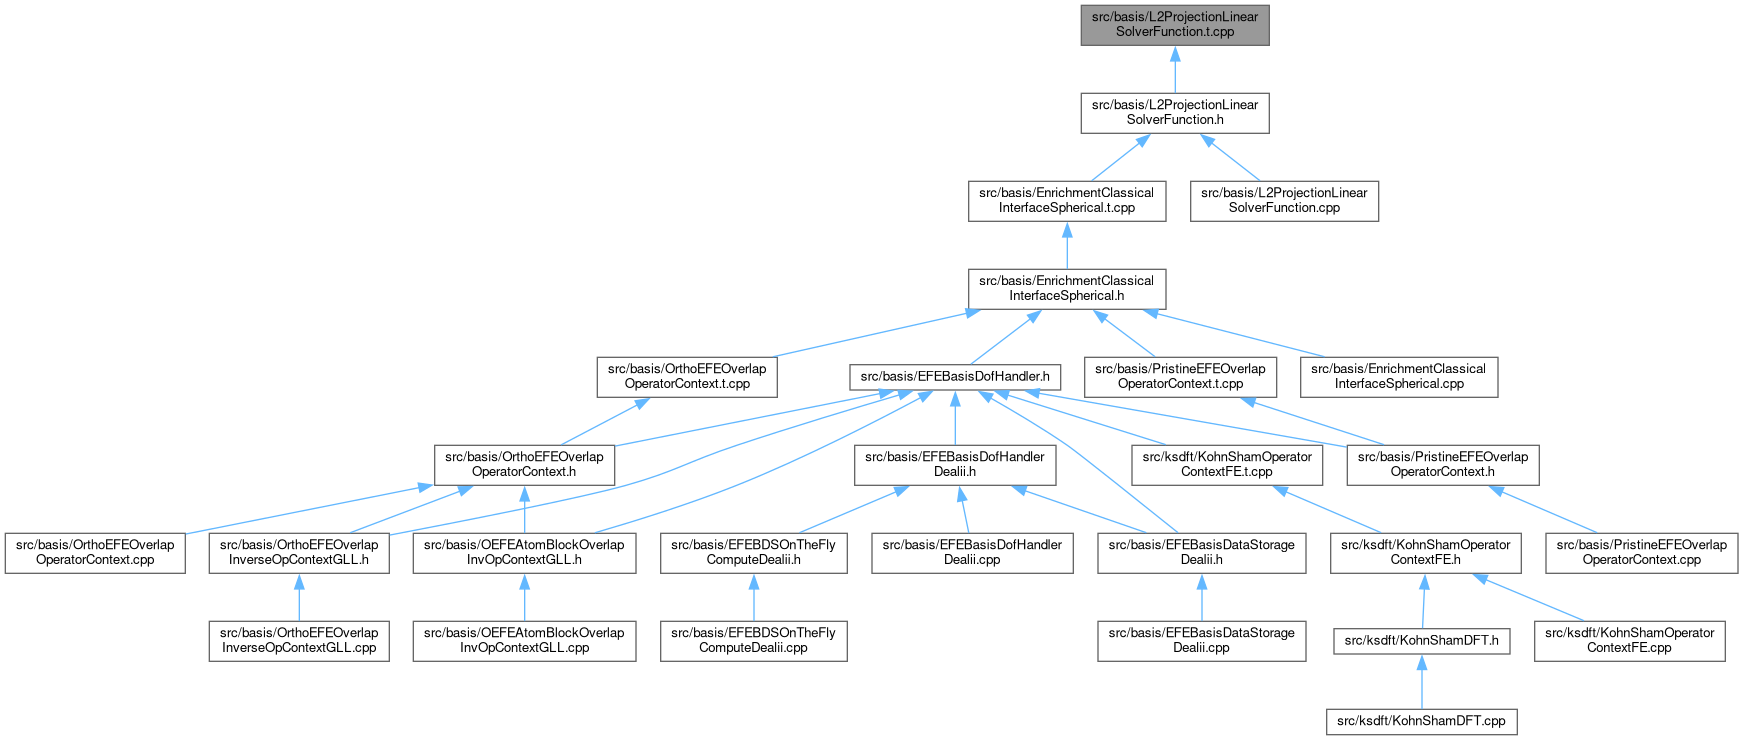 src/basis/L2ProjectionLinear
SolverFunction.t.cpp
src/basis/L2ProjectionLinear
SolverFunction.h
src/basis/EnrichmentClassical
InterfaceSpherical.t.cpp
src/basis/L2ProjectionLinear
SolverFunction.cpp
src/basis/EnrichmentClassical
InterfaceSpherical.h
src/basis/OrthoEFEOverlap
OperatorContext.t.cpp
src/basis/EFEBasisDofHandler.h
src/basis/PristineEFEOverlap
OperatorContext.t.cpp
src/basis/EnrichmentClassical
InterfaceSpherical.cpp
src/basis/OrthoEFEOverlap
OperatorContext.h
src/basis/EFEBasisDofHandler
Dealii.h
src/ksdft/KohnShamOperator
ContextFE.t.cpp
src/basis/PristineEFEOverlap
OperatorContext.h
src/basis/OrthoEFEOverlap
OperatorContext.cpp
src/basis/OrthoEFEOverlap
InverseOpContextGLL.h
src/basis/OEFEAtomBlockOverlap
InvOpContextGLL.h
src/basis/EFEBDSOnTheFly
ComputeDealii.h
src/basis/EFEBasisDofHandler
Dealii.cpp
src/basis/EFEBasisDataStorage
Dealii.h
src/ksdft/KohnShamOperator
ContextFE.h
src/basis/PristineEFEOverlap
OperatorContext.cpp
src/basis/OrthoEFEOverlap
InverseOpContextGLL.cpp
src/basis/OEFEAtomBlockOverlap
InvOpContextGLL.cpp
src/basis/EFEBDSOnTheFly
ComputeDealii.cpp
src/basis/EFEBasisDataStorage
Dealii.cpp
src/ksdft/KohnShamDFT.h
src/ksdft/KohnShamOperator
ContextFE.cpp
src/ksdft/KohnShamDFT.cpp